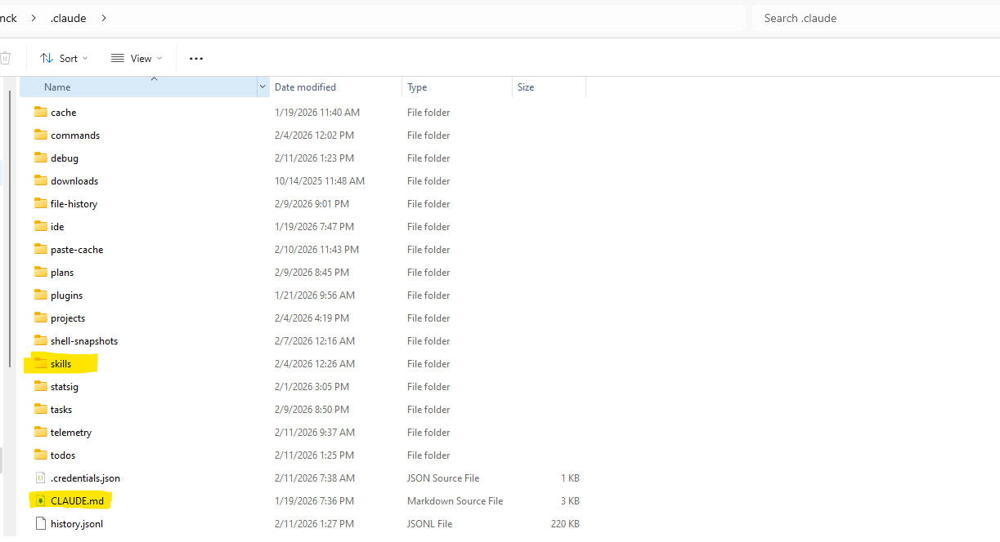 nck > .claude >
Search .claude
Sort
View
Name Date modified Type Size
cache 1/19/2026 11:40 AM File folder
commands 2/4/2026 12:02 PM File folder
debug 2/11/2026 1:23 PM File folder
downloads 10/14/2025 11:48 AM File folder
file-history 2/9/2026 9:01 PM File folder
ide 1/19/2026 7:47 PM File folder
paste-cache 2/10/2026 11:43 PM File folder
plans 2/9/2026 8:45 PM File folder
plugins 1/21/2026 9:56 AM File folder
projects 2/4/2026 4:19 PM File folder
shell-snapshots 2/7/2026 12:16 AM File folder
skills 2/4/2026 12:26 AM File folder
statsig 2/1/2026 3:05 PM File folder
tasks 2/9/2026 8:50 PM File folder
telemetry 2/11/2026 9:37 AM File folder
todos 2/11/2026 1:25 PM File folder
.credentials.json 2/11/2026 7:38 AM JSON Source File 1 KB
CLAUDE.md 1/19/2026 7:36 PM Markdown Source File 3 KB
history.jsonl 2/11/2026 1:27 PM JSONL File 220 KB